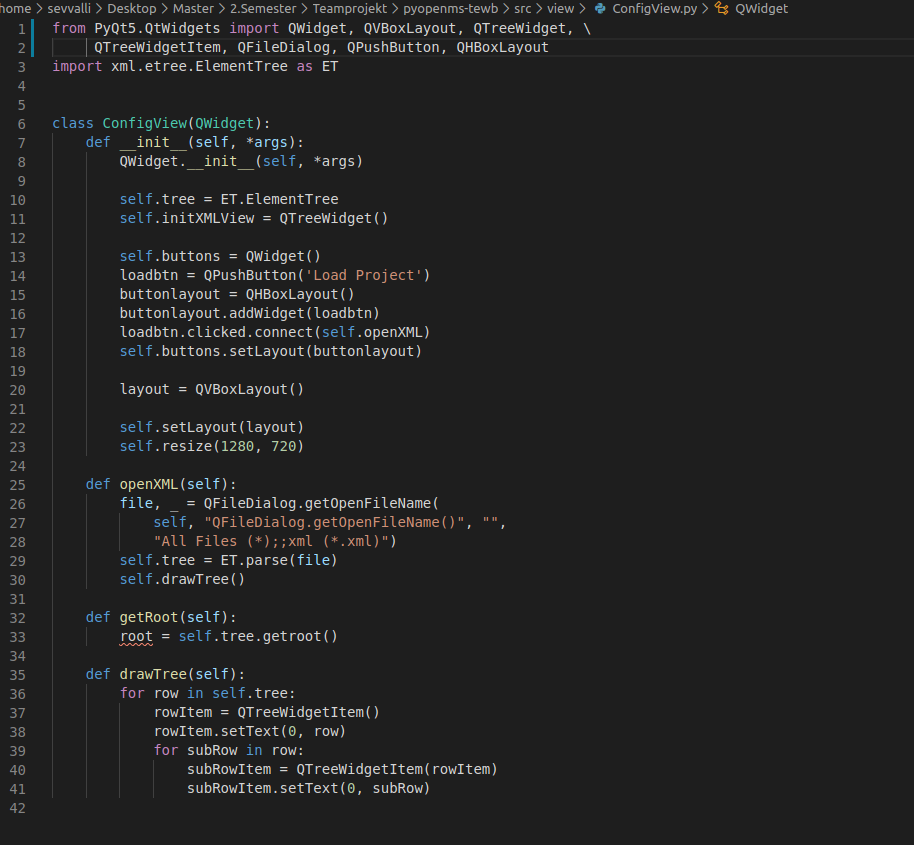 home > sevvalli > Desktop > Master > 2.Semester > Teamprojekt > pyopenms-tewb > src > view > ConfigView.py > QWidget
1 from PyQt5.QtWidgets import QWidget, QVBoxLayout, QTreeWidget, \
2     QTreeWidgetItem, QFileDialog, QPushButton, QHBoxLayout
3 import xml.etree.ElementTree as ET
4
5
6 class ConfigView(QWidget):
7     def __init__(self, *args):
8         QWidget.__init__(self, *args)
9
10         self.tree = ET.ElementTree
11         self.initXMLView = QTreeWidget()
12
13         self.buttons = QWidget()
14         loadbtn = QPushButton('Load Project')
15         buttonlayout = QHBoxLayout()
16         buttonlayout.addWidget(loadbtn)
17         loadbtn.clicked.connect(self.openXML)
18         self.buttons.setLayout(buttonlayout)
19
20         layout = QVBoxLayout()
21
22         self.setLayout(layout)
23         self.resize(1280, 720)
24
25     def openXML(self):
26         file, _ = QFileDialog.getOpenFileName(
27             self, "QFileDialog.getOpenFileName()", "",
28             "All Files (*);;xml (*.xml)")
29         self.tree = ET.parse(file)
30         self.drawTree()
31
32     def getRoot(self):
33         root = self.tree.getroot()
34
35     def drawTree(self):
36         for row in self.tree:
37             rowItem = QTreeWidgetItem()
38             rowItem.setText(0, row)
39             for subRow in row:
40                 subRowItem = QTreeWidgetItem(rowItem)
41                 subRowItem.setText(0, subRow)
42